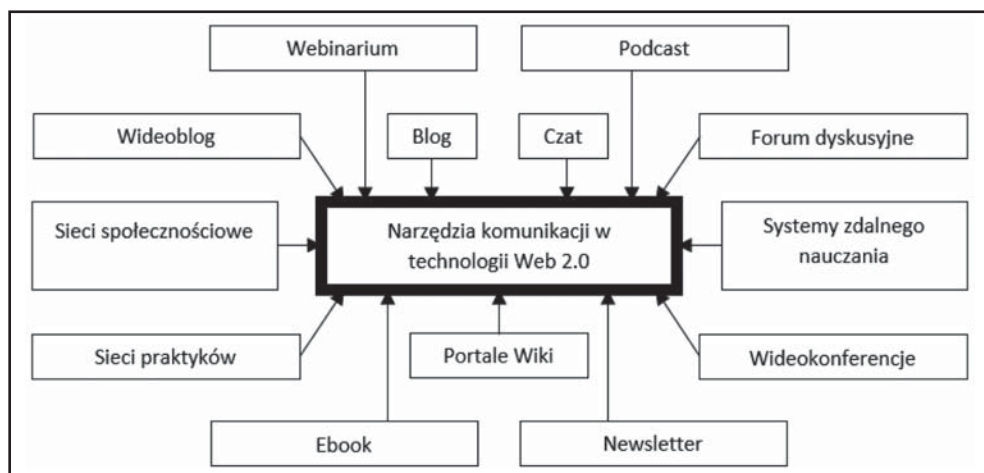 Webinarium
Podcast
Wideoblog
Blog
Czat
Forum dyskusyjne
Sieci społecznościowe
Narzędzia komunikacji w
technologii Web 2.0
Systemy zdalnego
nauczania
Sieci praktyków
Portale Wiki
Wideokonferencje
Ebook
Newsletter